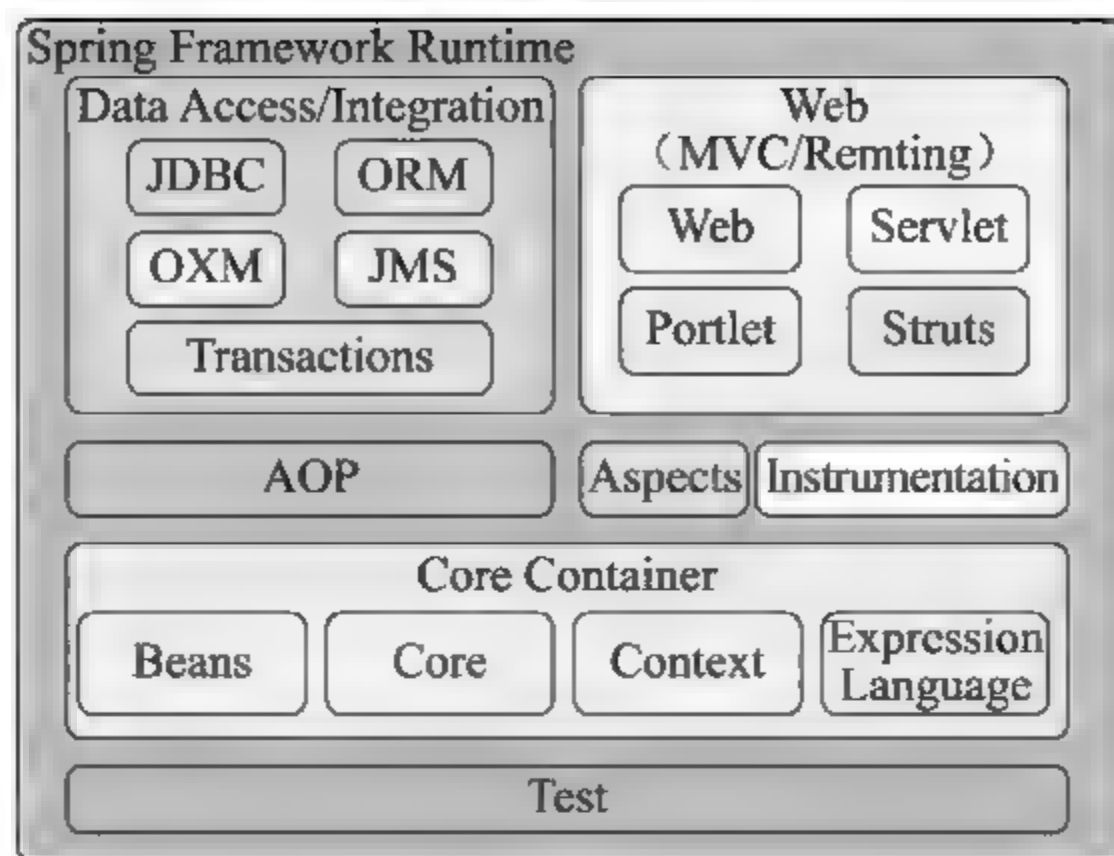 Spring Framework Runtime
Data Access/Integration
JDBC
ORM
OXM
JMS
Transactions
Web
（MVC/Remting）
Web
Servlet
Portlet
Struts
AOP
Aspects
Instrumentation
Core Container
Beans
Core
Context
Expression
Language
Test